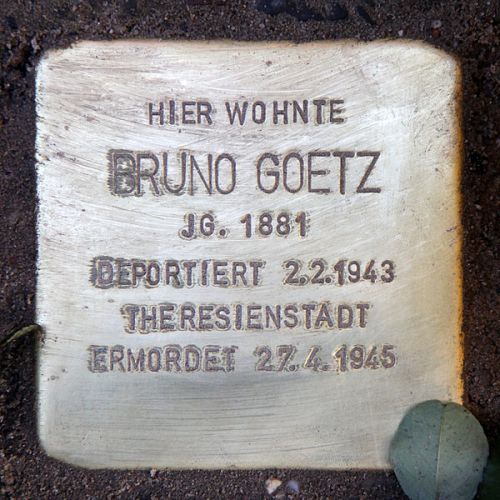 HIER WOHNTE
BRUNO GOETZ
JG. 1881
DEPORTIERT 2.2.1943
THERESIENSTADT
ERMORDET 27.4.1945